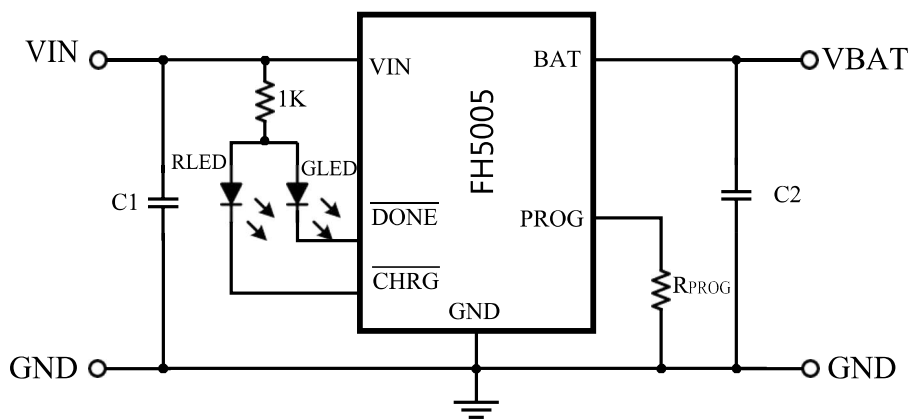 VIN
VIN
BAT
VBAT
1K
RLED
GLED
FH5005
C1
DONE
PROG
C2
CHRG
RPROG
GND
GND
GND